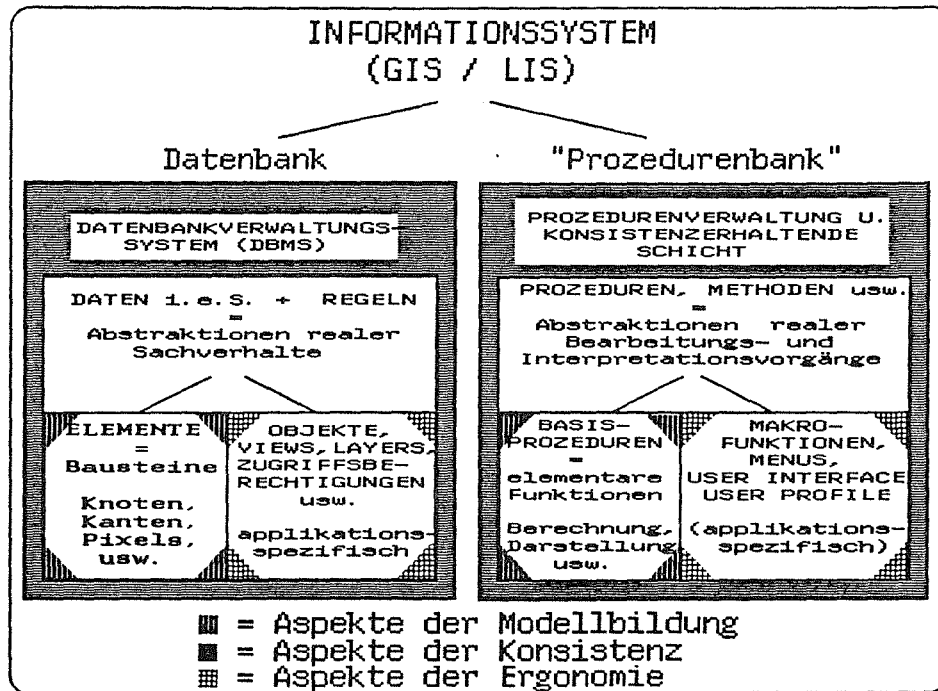 INFORMATIONSSYSTEM
(GIS / LIS)
Datenbank
DATENBANKVERWALTUNGS-
SYSTEM (DBMS)
DATEN i.e.S. + REGELN
=
Abstraktionen realer
Sachverhalte
ELEMENTE
=
Bausteine
Knoten,
Kanten,
Pixels,
usw.
OBJEKTE,
VIEWS, LAYERS,
ZUGRIFFSBE-
RECHTIGUNGEN
usw.
applikations-
spezifisch
"Prozedurenbank"
PROZEDURENVERWALTUNG U.
KONSISTENZERHALTENDE
SCHICHT
PROZEDUREN, METHODEN usw.
=
Abstraktionen realer
Bearbeitungs- und
Interpretationsvorgänge
BASIS-
PROZEDUREN
=
elementare
Funktionen
Berechnung,
Darstellung
usw.
MAKRO-
FUNKTIONEN,
MENUS,
USER INTERFACE
USER PROFILE
(applikations-
spezifisch)
= Aspekte der Modellbildung
= Aspekte der Konsistenz
= Aspekte der Ergonomie